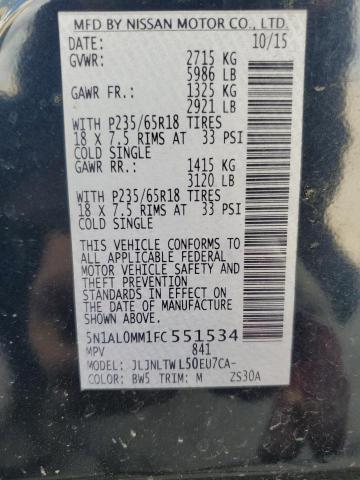 MFD BY NISSAN MOTOR CO., LTD.
DATE: 10/15
GVWR: 2715 KG
5986 LB
GAWR FR.: 1325 KG
2921 LB
WITH P235/65R18 TIRES
18 X 7.5 RIMS AT 33 PSI
COLD SINGLE
GAWR RR.: 1415 KG
3120 LB
WITH P235/65R18 TIRES
18 X 7.5 RIMS AT 33 PSI
COLD SINGLE
THIS VEHICLE CONFORMS TO
ALL APPLICABLE FEDERAL
MOTOR VEHICLE SAFETY AND
THEFT PREVENTION
STANDARDS IN EFFECT ON
THE DATE OF MANUFACTURE
SHOWN ABOVE
5N1AL0MM1FC551534
MPV 841
MODEL: JLJNLTWL50EU7CA-
COLOR: BW5 TRIM: M ZS30A